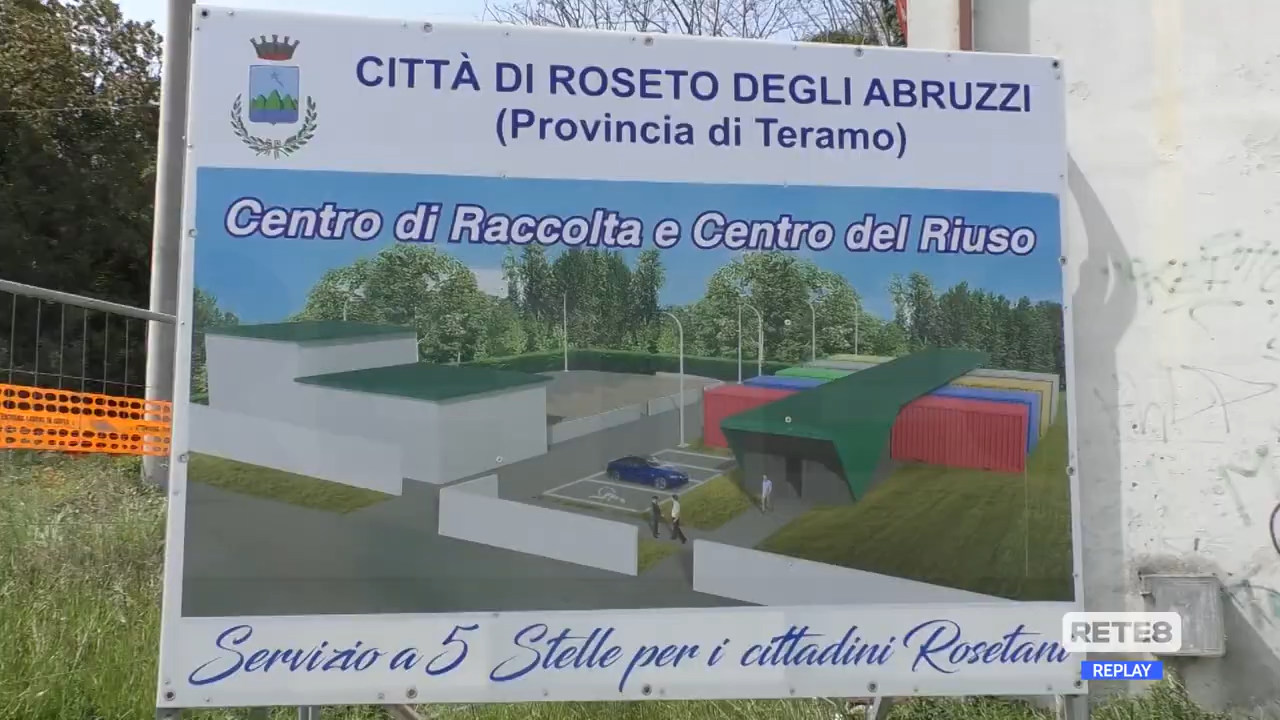 CITTÀ DI ROSETO DEGLI ABRUZZI
(Provincia di Teramo)
Centro di Raccolta e Centro del Riuso
Servizio a 5 Stelle per i cittadini Rosetani
RETE8
REPLAY